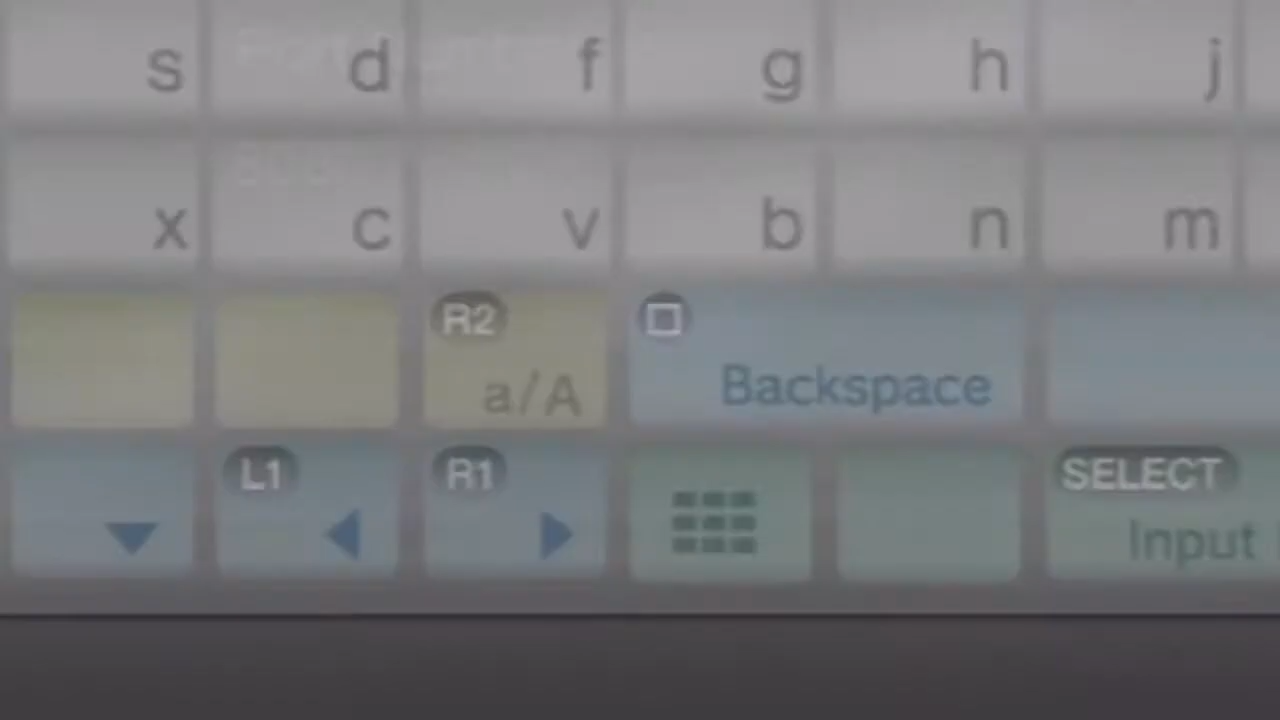 s d f g h j
x c v b n m
R2 a/A Backspace
L1 R1 SELECT
Input